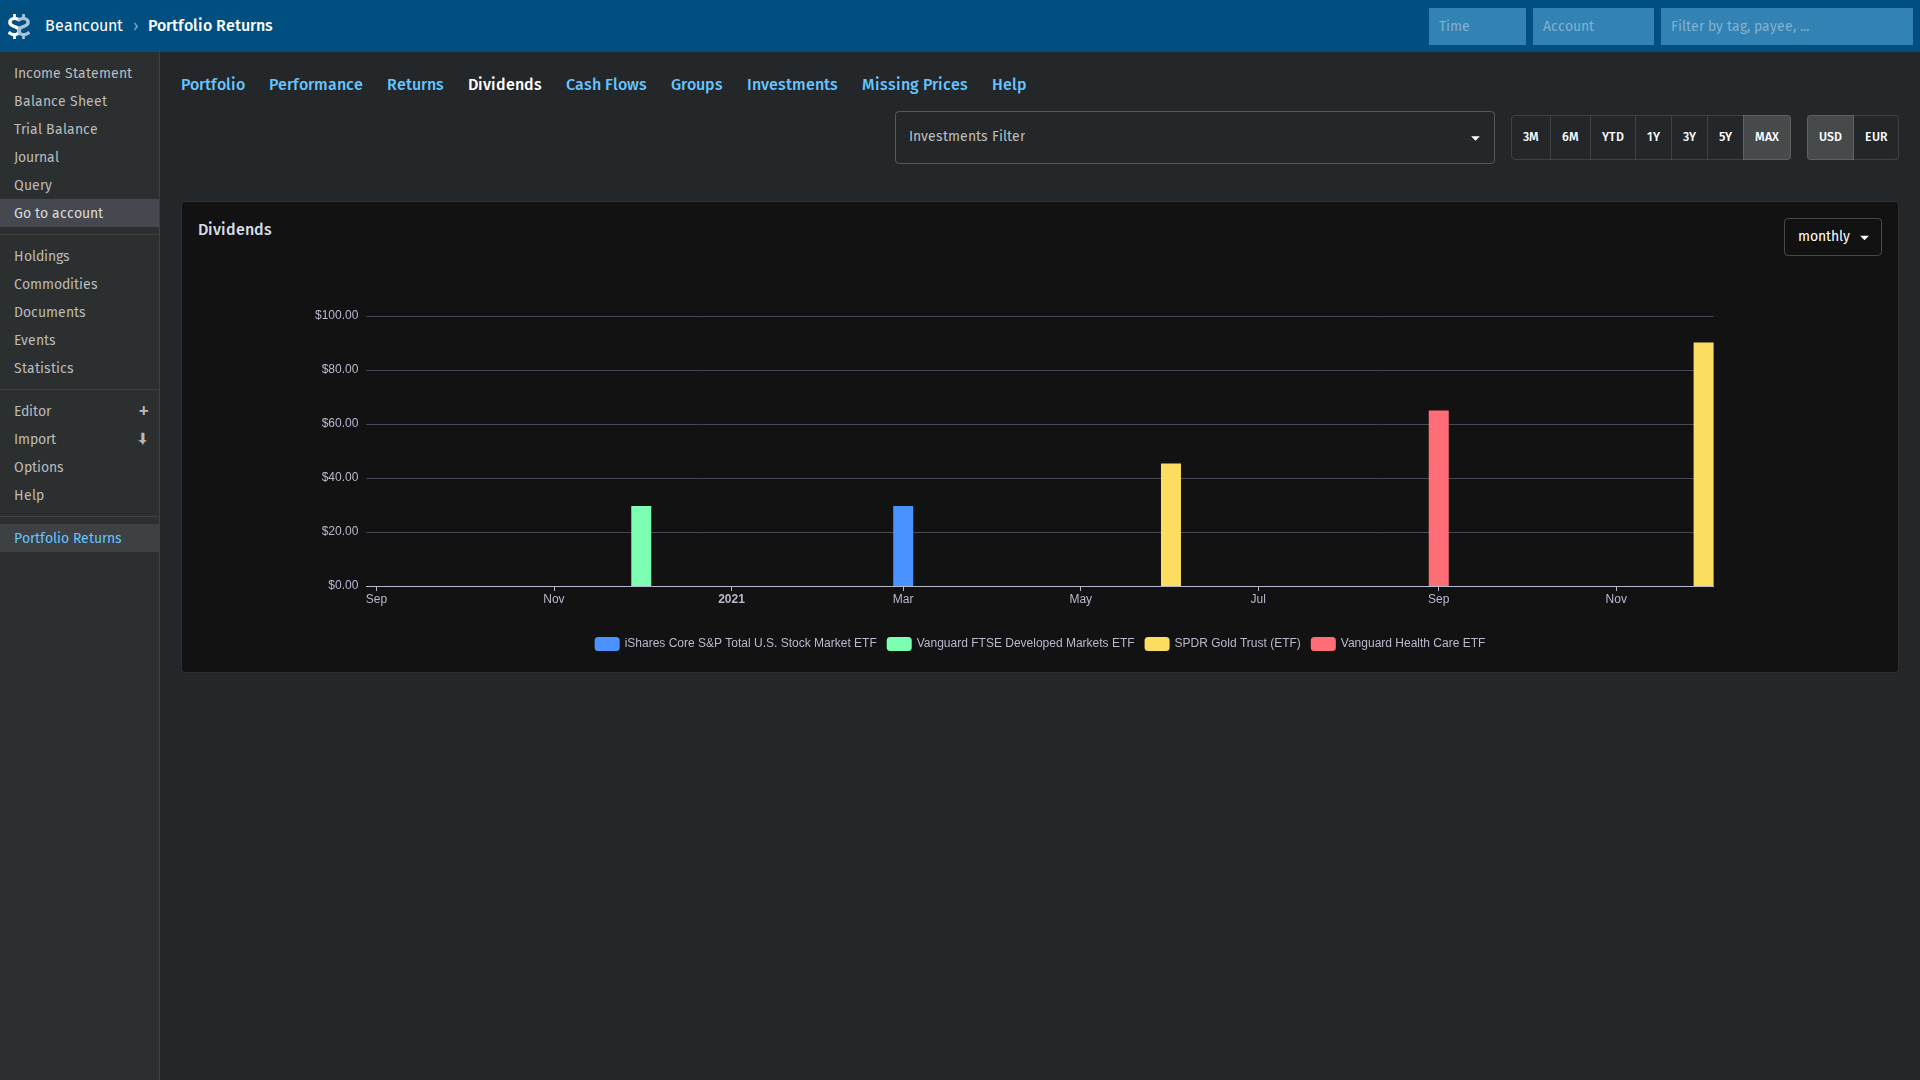 Beancount › Portfolio Returns
Time
Account
Filter by tag, payee, ...
Income Statement
Balance Sheet
Trial Balance
Journal
Query
Go to account
Holdings
Commodities
Documents
Events
Statistics
Editor +
Import
Options
Help
Portfolio Returns
Portfolio Performance Returns Dividends Cash Flows Groups Investments Missing Prices Help
Investments Filter
3M 6M YTD 1Y 3Y 5Y MAX
USD EUR
Dividends
monthly
$100.00
$80.00
$60.00
$40.00
$20.00
$0.00
Sep Nov 2021 Mar May Jul Sep Nov
iShares Core S&P Total U.S. Stock Market ETF Vanguard FTSE Developed Markets ETF SPDR Gold Trust (ETF) Vanguard Health Care ETF